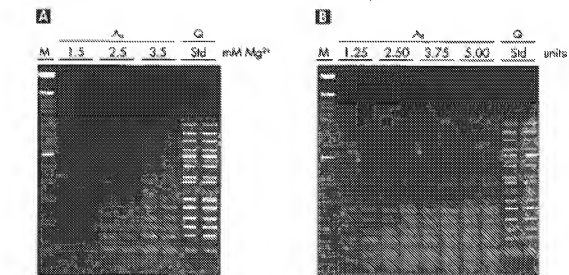 A
A₂ Q
M 1.5 2.5 3.5 Std mM Mg²⁺
B
Q
M 1.25 2.50 3.75 5.00 Std units